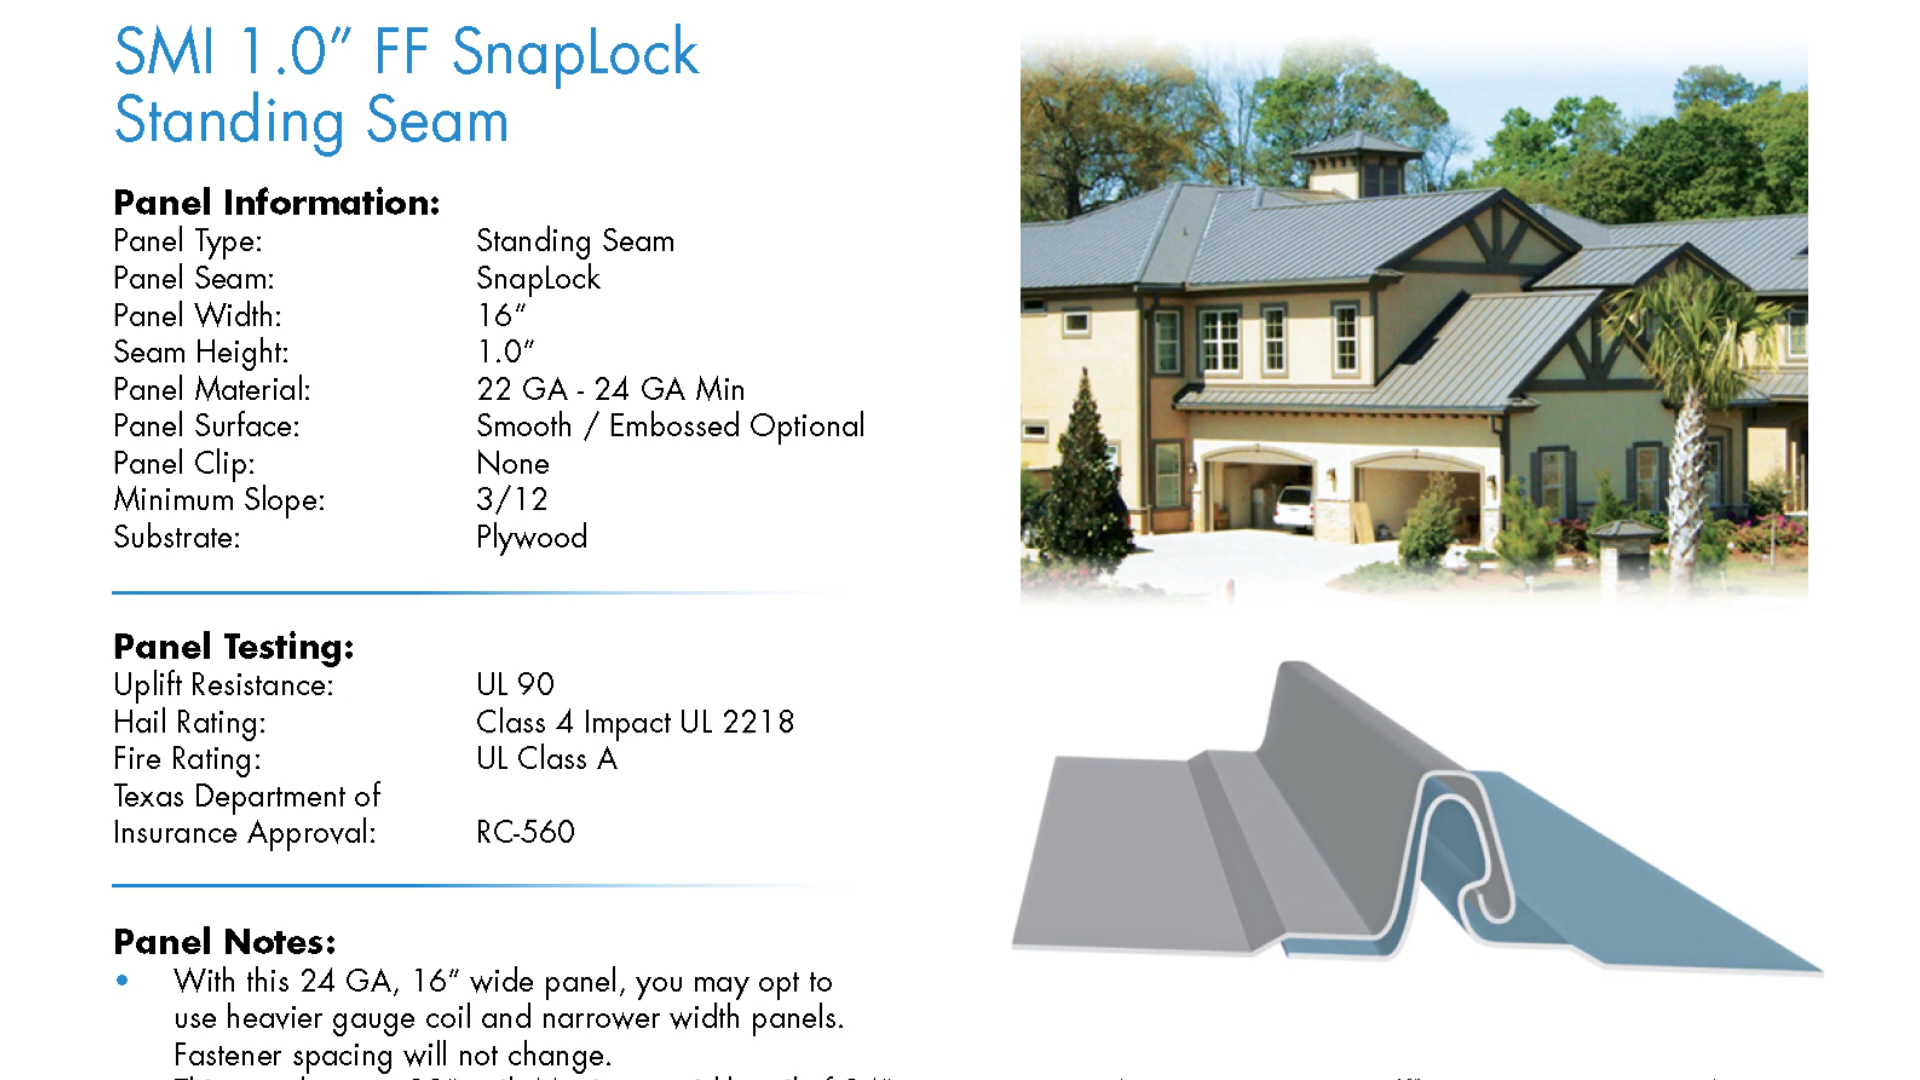 SMI 1.0” FF SnapLock
Standing Seam
Panel Information:
Panel Type: Standing Seam
Panel Seam: SnapLock
Panel Width: 16”
Seam Height: 1.0”
Panel Material: 22 GA - 24 GA Min
Panel Surface: Smooth / Embossed Optional
Panel Clip: None
Minimum Slope: 3/12
Substrate: Plywood
Panel Testing:
Uplift Resistance: UL 90
Hail Rating: Class 4 Impact UL 2218
Fire Rating: UL Class A
Texas Department of
Insurance Approval: RC-560
Panel Notes:
• With this 24 GA, 16” wide panel, you may opt to
use heavier gauge coil and narrower width panels.
Fastener spacing will not change.